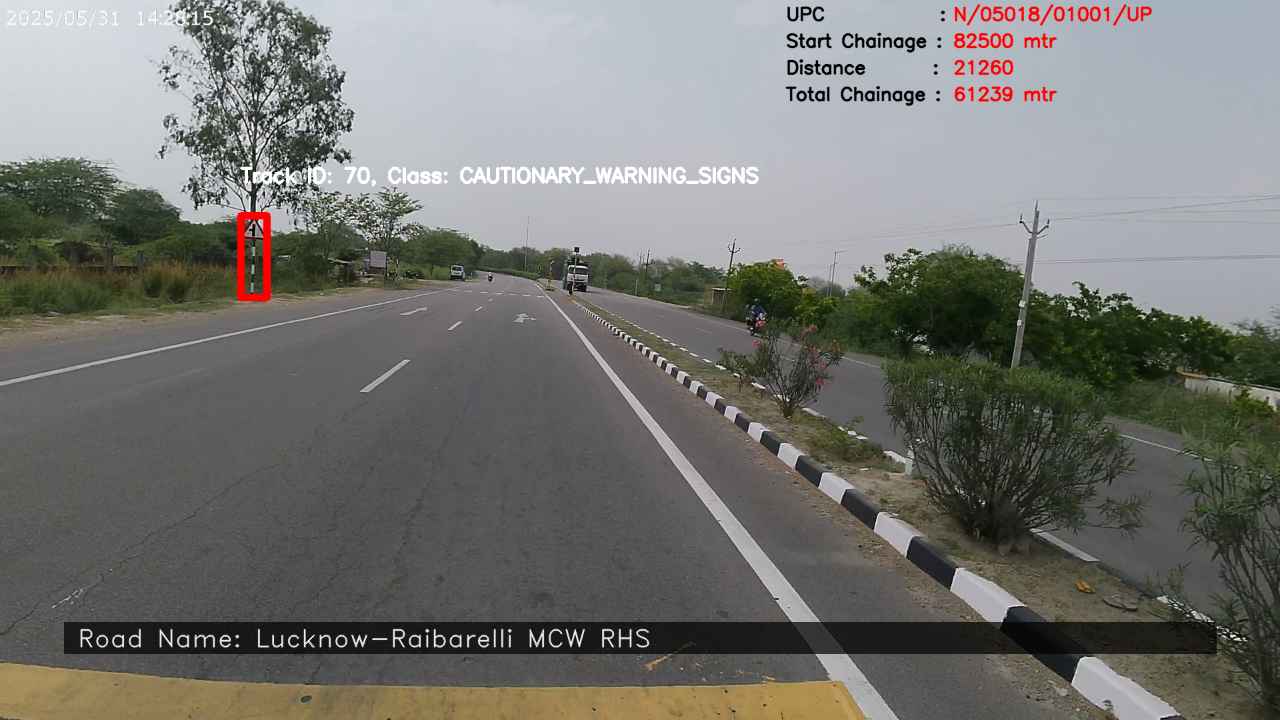 2025/05/31 14:28:15
UPC : N/05018/01001/UP
Start Chainage : 82500 mtr
Distance : 21260
Total Chainage : 61239 mtr
Track ID: 70, Class: CAUTIONARY_WARNING_SIGNS
Road Name: Lucknow-Raibarelli MCW RHS